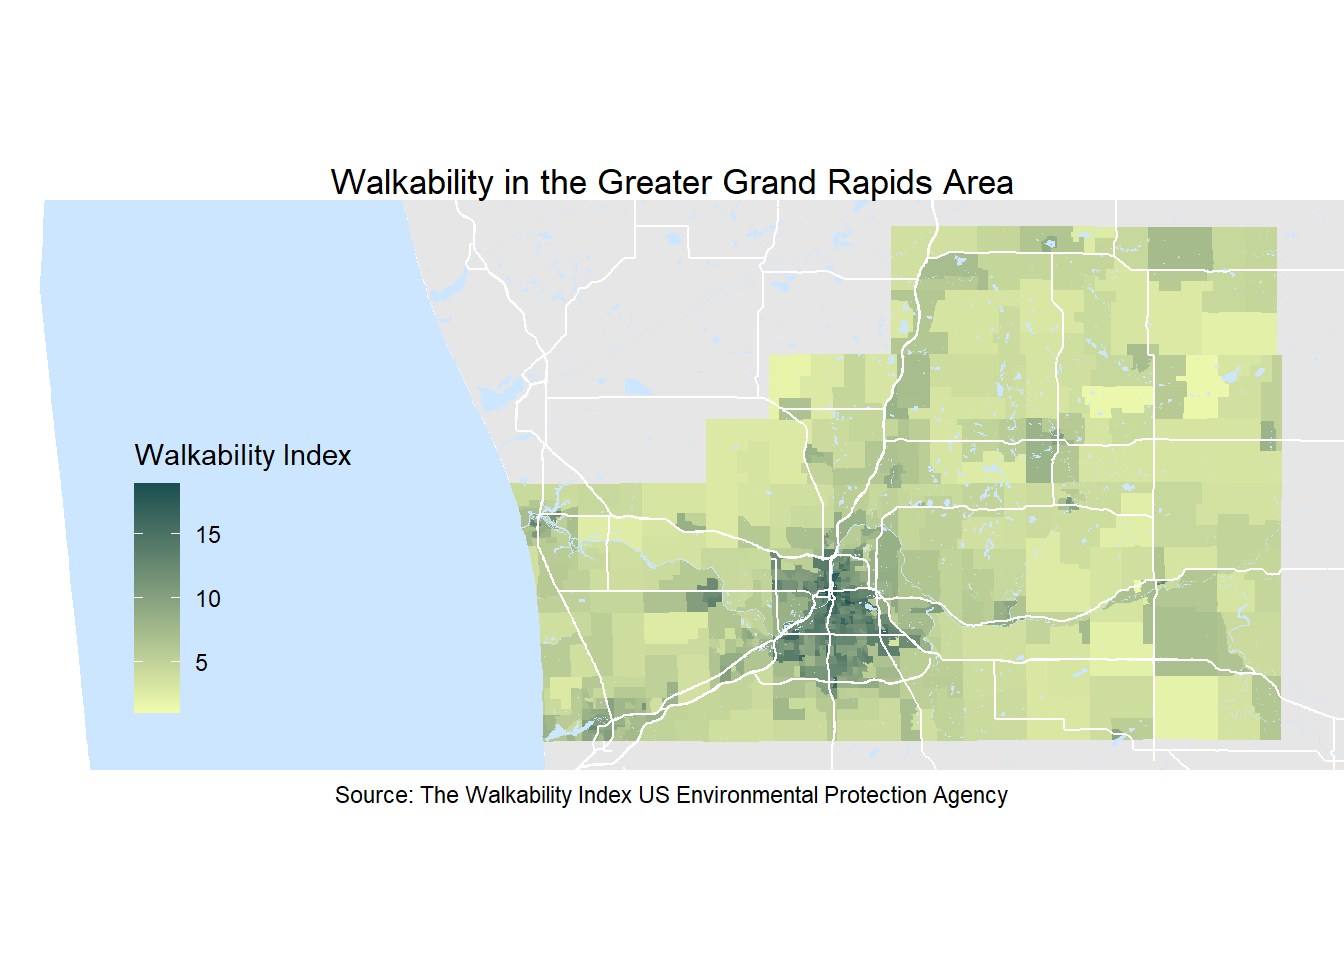 Walkability in the Greater Grand Rapids Area
Walkability Index
15
10
5
Source: The Walkability Index US Environmental Protection Agency